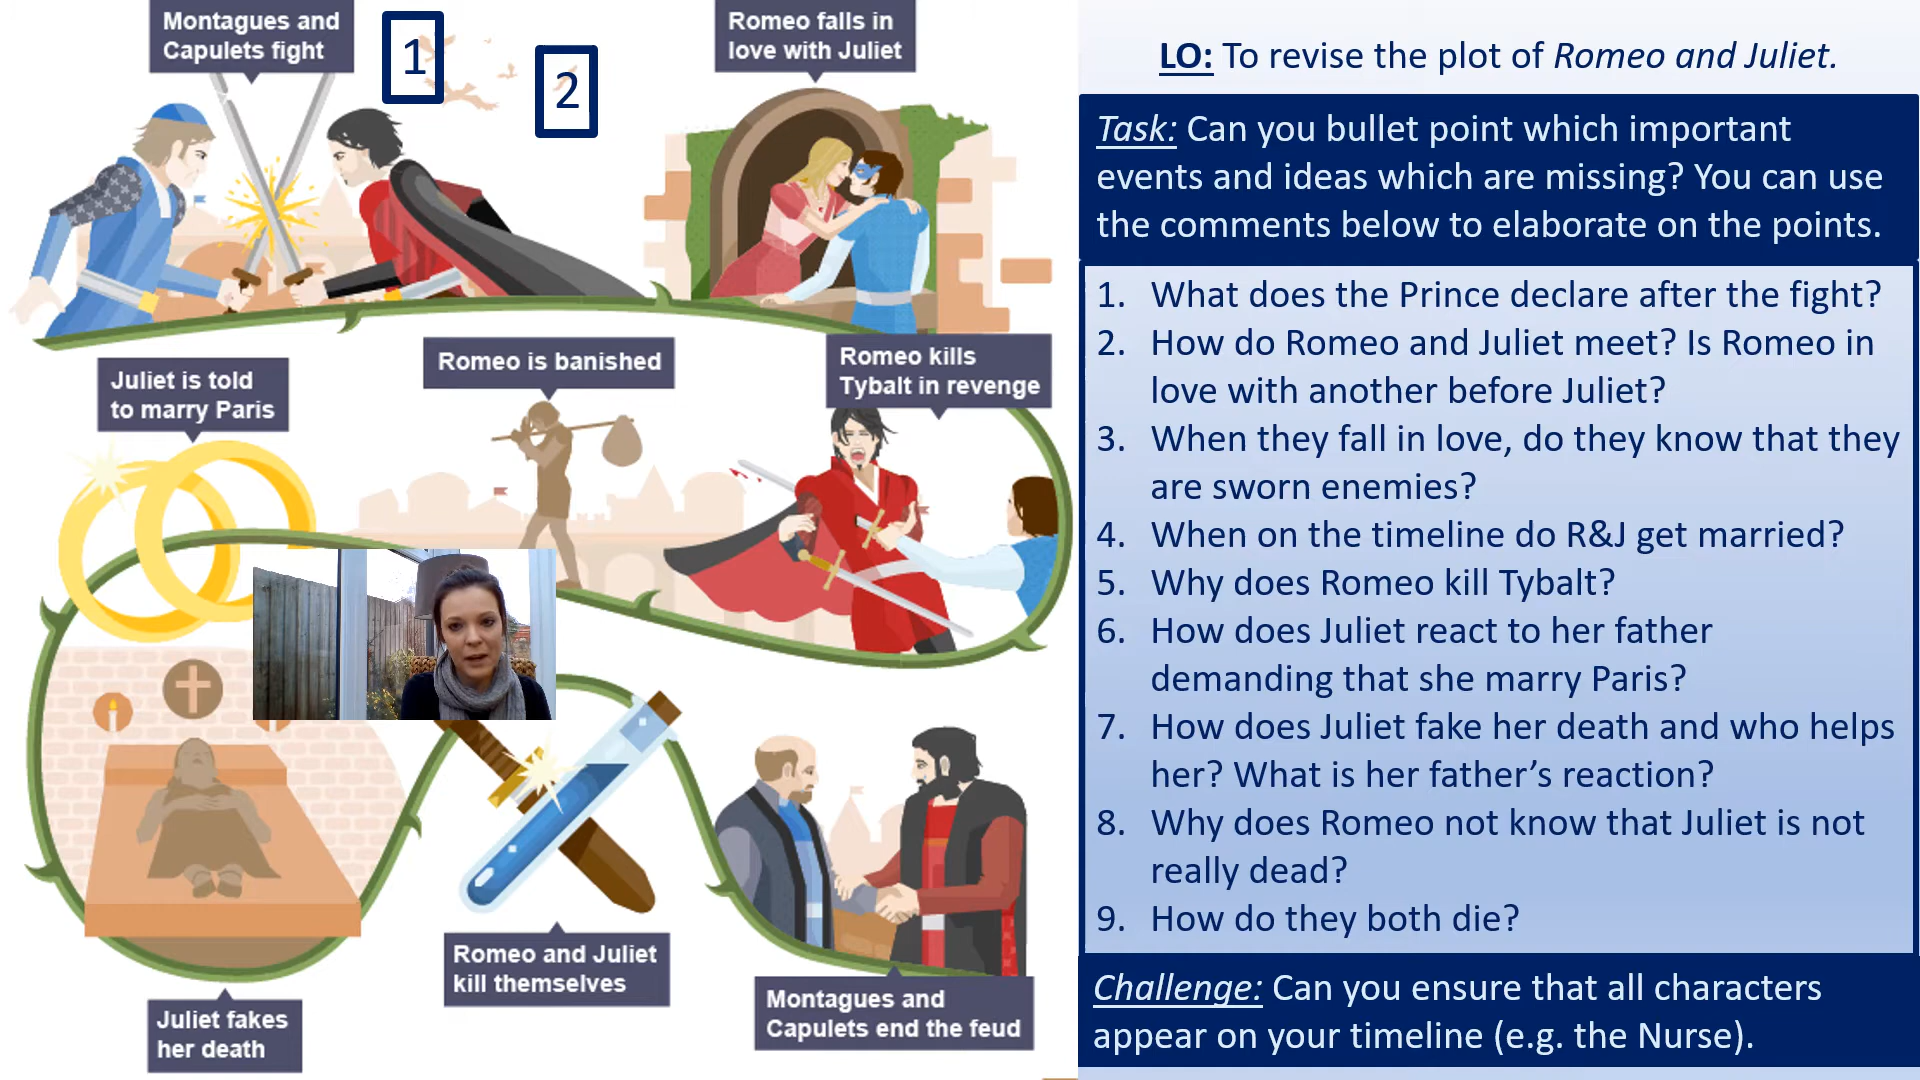 Montagues and
Capulets fight
1
2
Romeo falls in
love with Juliet
Juliet is told
to marry Paris
Romeo is banished
Romeo kills
Tybalt in revenge
Juliet fakes
her death
Romeo and Juliet
kill themselves
Montagues and
Capulets end the feud
LO: To revise the plot of Romeo and Juliet.
Task: Can you bullet point which important
events and ideas which are missing? You can use
the comments below to elaborate on the points.
1. What does the Prince declare after the fight?
2. How do Romeo and Juliet meet? Is Romeo in
love with another before Juliet?
3. When they fall in love, do they know that they
are sworn enemies?
4. When on the timeline do R&J get married?
5. Why does Romeo kill Tybalt?
6. How does Juliet react to her father
demanding that she marry Paris?
7. How does Juliet fake her death and who helps
her? What is her father’s reaction?
8. Why does Romeo not know that Juliet is not
really dead?
9. How do they both die?
Challenge: Can you ensure that all characters
appear on your timeline (e.g. the Nurse).